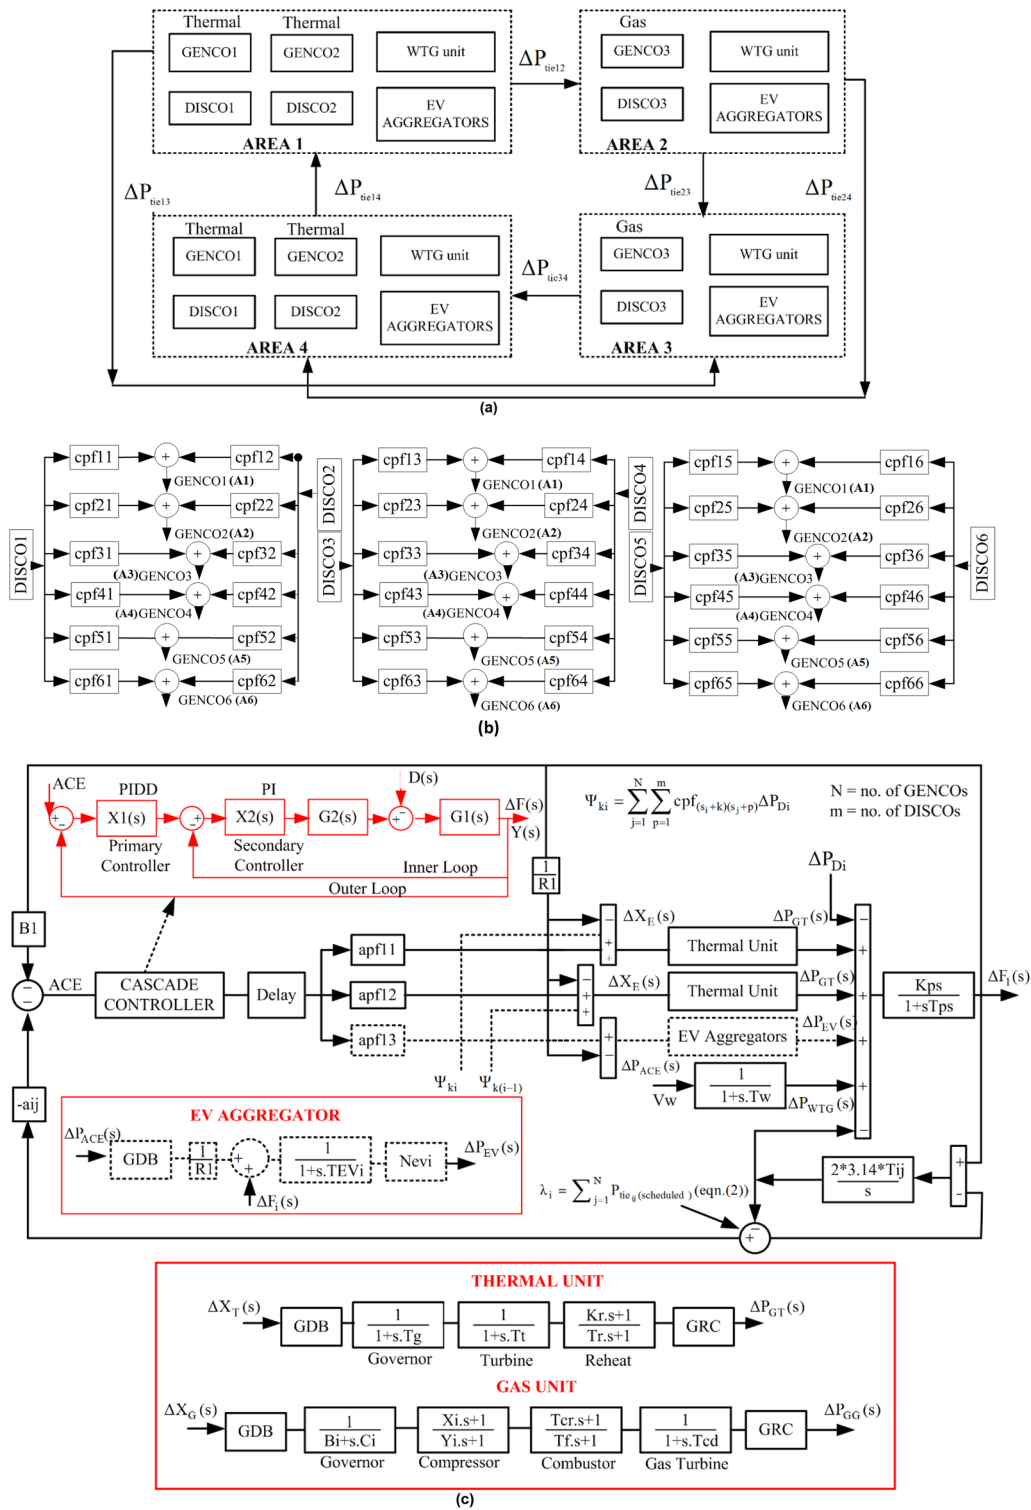 Thermal Thermal Gas
GENCO1 GENCO2 WTG unit GENCO3 WTG unit
ΔPtie12
DISCO1 DISCO2 EV AGGREGATORS DISCO3 EV AGGREGATORS
AREA 1 AREA 2
ΔPtie13 ΔPtie14 ΔPtie23 ΔPtie24
Thermal Thermal Gas
GENCO1 GENCO2 WTG unit GENCO3 WTG unit
ΔPtie34
DISCO1 DISCO2 EV AGGREGATORS DISCO3 EV AGGREGATORS
AREA 4 AREA 3
(a)
cpf11 + cpf12 cpf13 + cpf14 cpf15 + cpf16
GENCO1 (A1) GENCO1 (A1) GENCO1 (A1)
cpf21 + cpf22 cpf23 + cpf24 cpf25 + cpf26
GENCO2 (A2) GENCO2 (A2) GENCO2 (A2)
DISCO1 DISCO2 DISCO3 DISCO4 DISCO5 DISCO6
cpf31 + cpf32 cpf33 + cpf34 cpf35 + cpf36
(A3) GENCO3 (A3) GENCO3 (A3) GENCO3
cpf41 + cpf42 cpf43 + cpf44 cpf45 + cpf46
(A4) GENCO4 (A4) GENCO4 (A4) GENCO4
cpf51 + cpf52 cpf53 + cpf54 cpf55 + cpf56
GENCO5 (A5) GENCO5 (A5) GENCO5 (A5)
cpf61 + cpf62 cpf63 + cpf64 cpf65 + cpf66
GENCO6 (A6) GENCO6 (A6) GENCO6 (A6)
(b)
ACE PIDD PI D(s)
X1(s) X2(s) G2(s) G1(s) ΔF(s)
Y(s)
Primary Controller
Secondary Controller
Inner Loop
Outer Loop
Ψki = ∑j=1^N ∑p=1^m cpf(si+k)(sj+p)ΔPDi
N = no. of GENCOs
m = no. of DISCOs
1/R1
ΔPDi
B1
ΔXE(s) ΔPGT(s)
apf11 Thermal Unit
ACE CASCADE CONTROLLER Delay
apf12 ΔXE(s) Thermal Unit ΔPGT(s) Kps/1+sTps ΔFi(s)
apf13 EV Aggregators ΔPEV(s)
ΔPACE(s)
Ψki Ψk(i−1)
Vw 1/1+s.Tw ΔPWTG(s)
-aij
EV AGGREGATOR
ΔPACE(s) GDB 1/R1 + + 1/1+s.TEVi Nevi ΔPEV(s)
ΔFi(s)
2*3.14*Tij/s
λi = ∑j=1^N Ptie ij(scheduled) (eqn.(2))
THERMAL UNIT
ΔXT(s) GDB 1/1+s.Tg 1/1+s.Tt Kr.s+1/Tr.s+1 GRC ΔPGT(s)
Governor Turbine Reheat
GAS UNIT
ΔXG(s) GDB 1/Bi+s.Ci Xi.s+1/Yi.s+1 Tcr.s+1/Tf.s+1 1/1+s.Tcd GRC ΔPGG(s)
Governor Compressor Combustor Gas Turbine
(c)